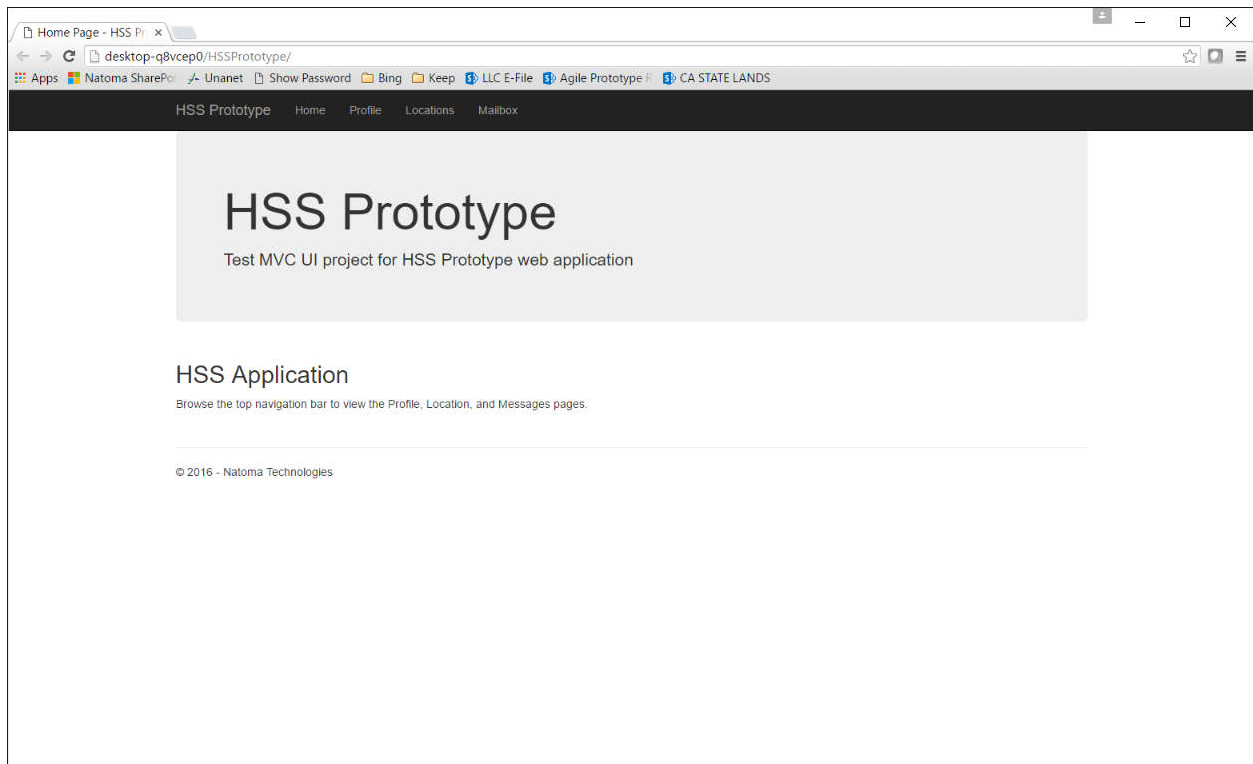 Home Page - HSS Pr
desktop-q8vcep0/HSSPrototype/
Apps Natoma SharePoi Unanet Show Password Bing Keep LLC E-File Agile Prototype R CA STATE LANDS
HSS Prototype Home Profile Locations Mailbox
HSS Prototype
Test MVC UI project for HSS Prototype web application
HSS Application
Browse the top navigation bar to view the Profile, Location, and Messages pages.
© 2016 - Natoma Technologies